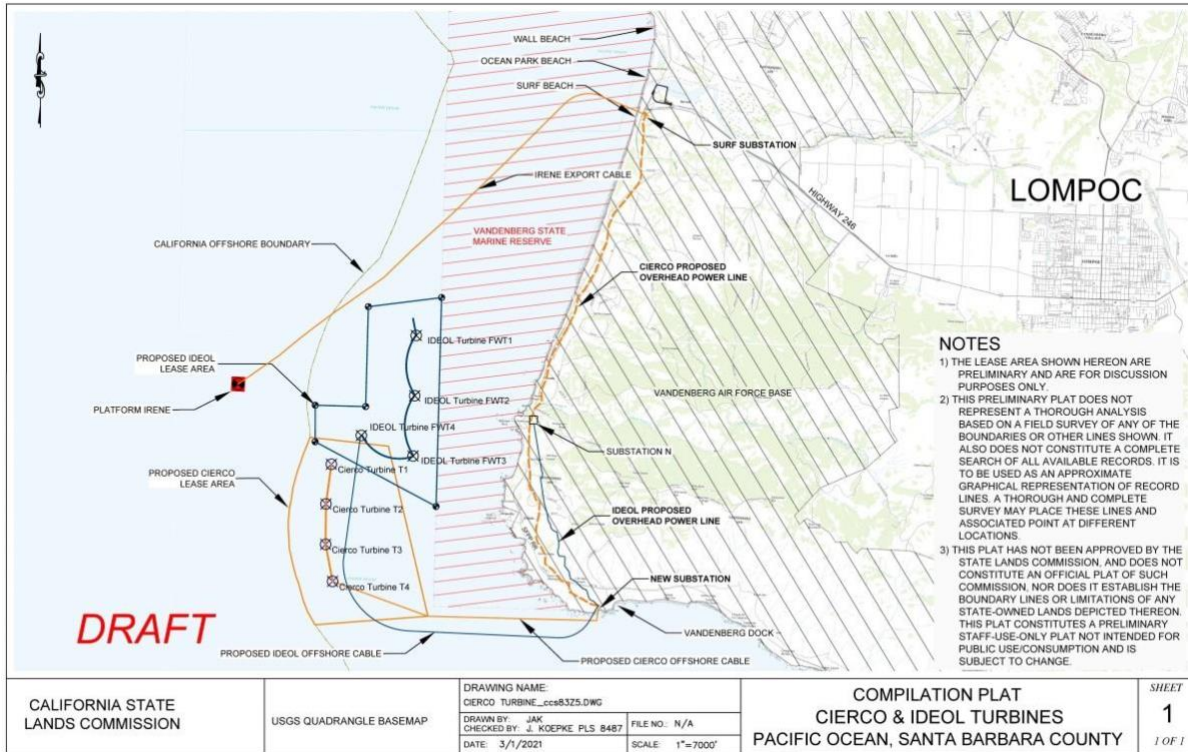 WALL BEACH
OCEAN PARK BEACH
SURF BEACH
SURF SUBSTATION
IRENE EXPORT CABLE
HIGHWAY 246
LOMPOC
VANDENBERG STATE
MARINE RESERVE
CALIFORNIA OFFSHORE BOUNDARY
CIERCO PROPOSED
OVERHEAD POWER LINE
IDEOL Turbine FWT1
PROPOSED IDEOL
LEASE AREA
PLATFORM IRENE
IDEOL Turbine FWT2
VANDENBERG AIR FORCE BASE
IDEOL Turbine FWT4
IDEOL Turbine FWT3
SUBSTATION N
PROPOSED CIERCO
LEASE AREA
Cierco Turbine T1
Cierco Turbine T2
IDEOL PROPOSED
OVERHEAD POWER LINE
Cierco Turbine T3
Cierco Turbine T4
NEW SUBSTATION
VANDENBERG DOCK
PROPOSED IDEOL OFFSHORE CABLE
PROPOSED CIERCO OFFSHORE CABLE
DRAFT
NOTES
1) THE LEASE AREA SHOWN HEREON ARE
PRELIMINARY AND ARE FOR DISCUSSION
PURPOSES ONLY.
2) THIS PRELIMINARY PLAT DOES NOT
REPRESENT A THOROUGH ANALYSIS
BASED ON A FIELD SURVEY OF ANY OF THE
BOUNDARIES OR OTHER LINES SHOWN. IT
ALSO DOES NOT CONSTITUTE A COMPLETE
SEARCH OF ALL AVAILABLE RECORDS. IT IS
TO BE USED AS AN APPROXIMATE
GRAPHICAL REPRESENTATION OF RECORD
LINES. A THOROUGH AND COMPLETE
SURVEY MAY PLACE THESE LINES AND
ASSOCIATED POINT AT DIFFERENT
LOCATIONS.
3) THIS PLAT HAS NOT BEEN APPROVED BY THE
STATE LANDS COMMISSION, AND DOES NOT
CONSTITUTE AN OFFICIAL PLAT OF SUCH
COMMISSION, NOR DOES IT ESTABLISH THE
BOUNDARY LINES OR LIMITATIONS OF ANY
STATE-OWNED LANDS DEPICTED THEREON.
THIS PLAT CONSTITUTES A PRELIMINARY
STAFF-USE-ONLY PLAT NOT INTENDED FOR
PUBLIC USE/CONSUMPTION AND IS
SUBJECT TO CHANGE.
CALIFORNIA STATE
LANDS COMMISSION
USGS QUADRANGLE BASEMAP
DRAWING NAME:
CIERCO TURBINE_ccs83Z5.DWG
DRAWN BY: JAK
CHECKED BY: J. KOEPKE PLS 8487
FILE NO.: N/A
DATE: 3/1/2021
SCALE: 1"=7000'
COMPILATION PLAT
CIERCO & IDEOL TURBINES
PACIFIC OCEAN, SANTA BARBARA COUNTY
SHEET
1
1 OF 1